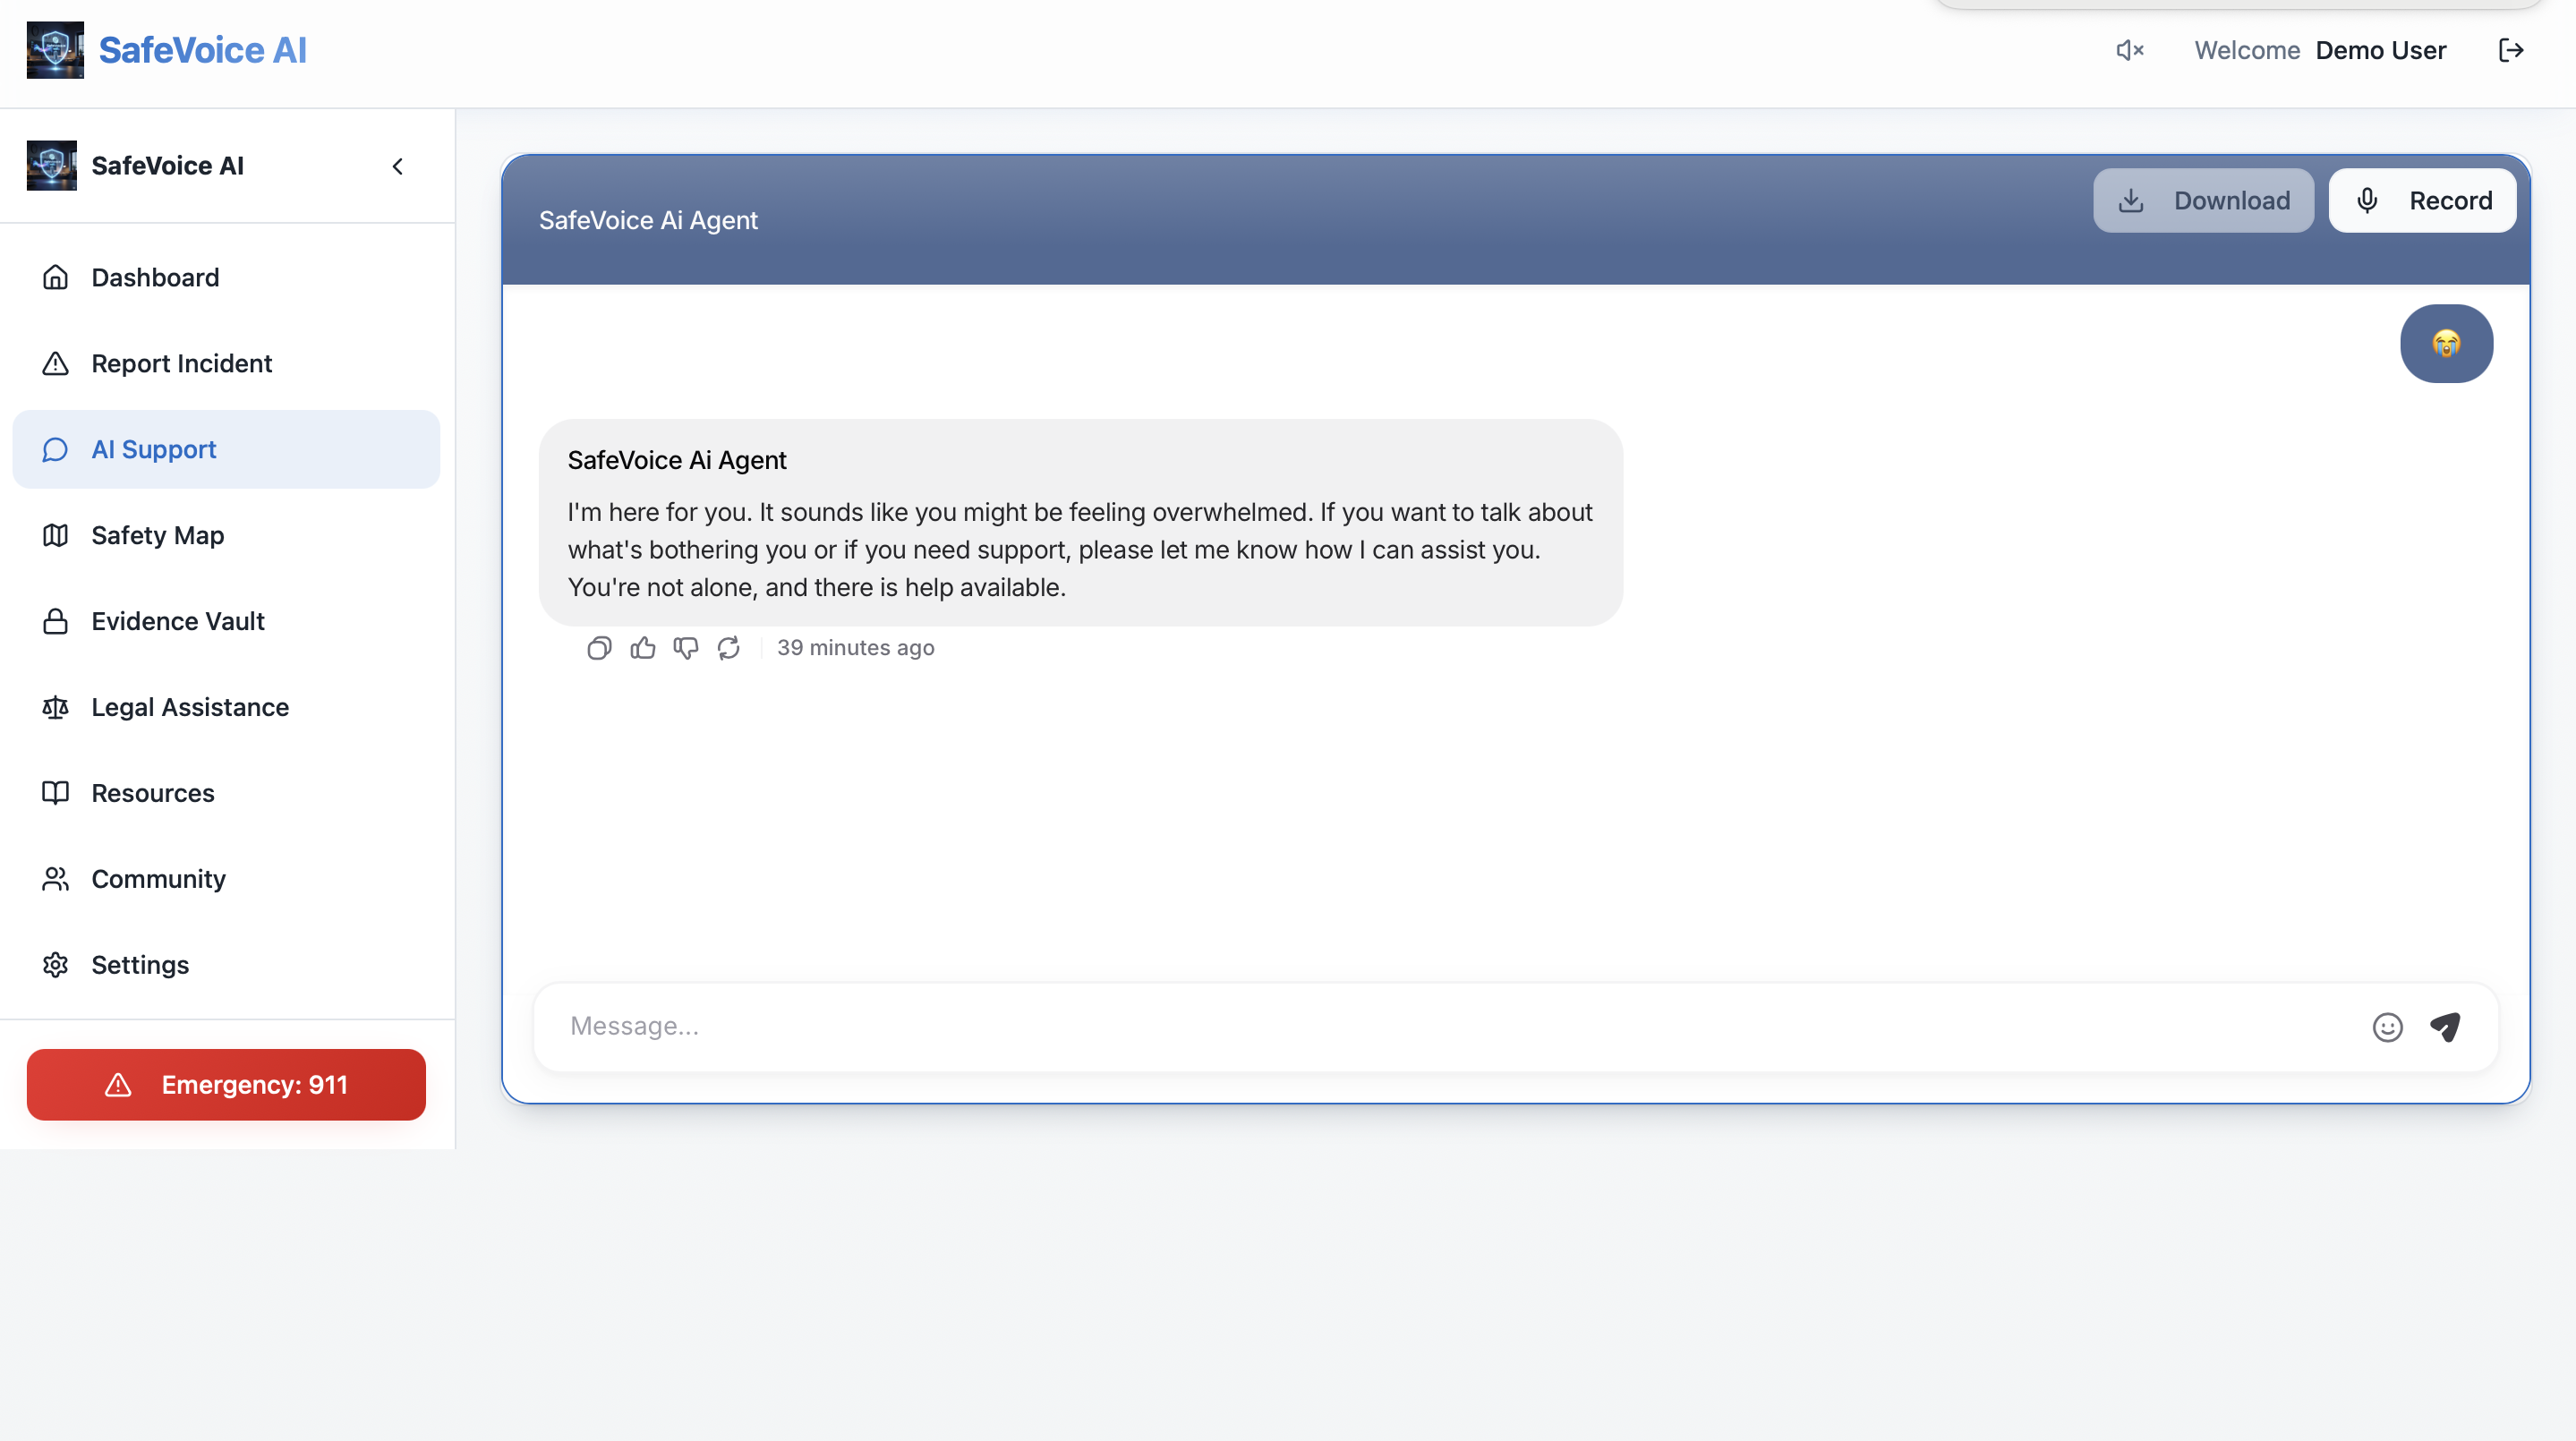 SafeVoice AI
Welcome Demo User
SafeVoice AI
Dashboard
Report Incident
AI Support
Safety Map
Evidence Vault
Legal Assistance
Resources
Community
Settings
Emergency: 911
SafeVoice Ai Agent
Download
Record
😭
SafeVoice Ai Agent
I'm here for you. It sounds like you might be feeling overwhelmed. If you want to talk about
what's bothering you or if you need support, please let me know how I can assist you.
You're not alone, and there is help available.
39 minutes ago
Message...